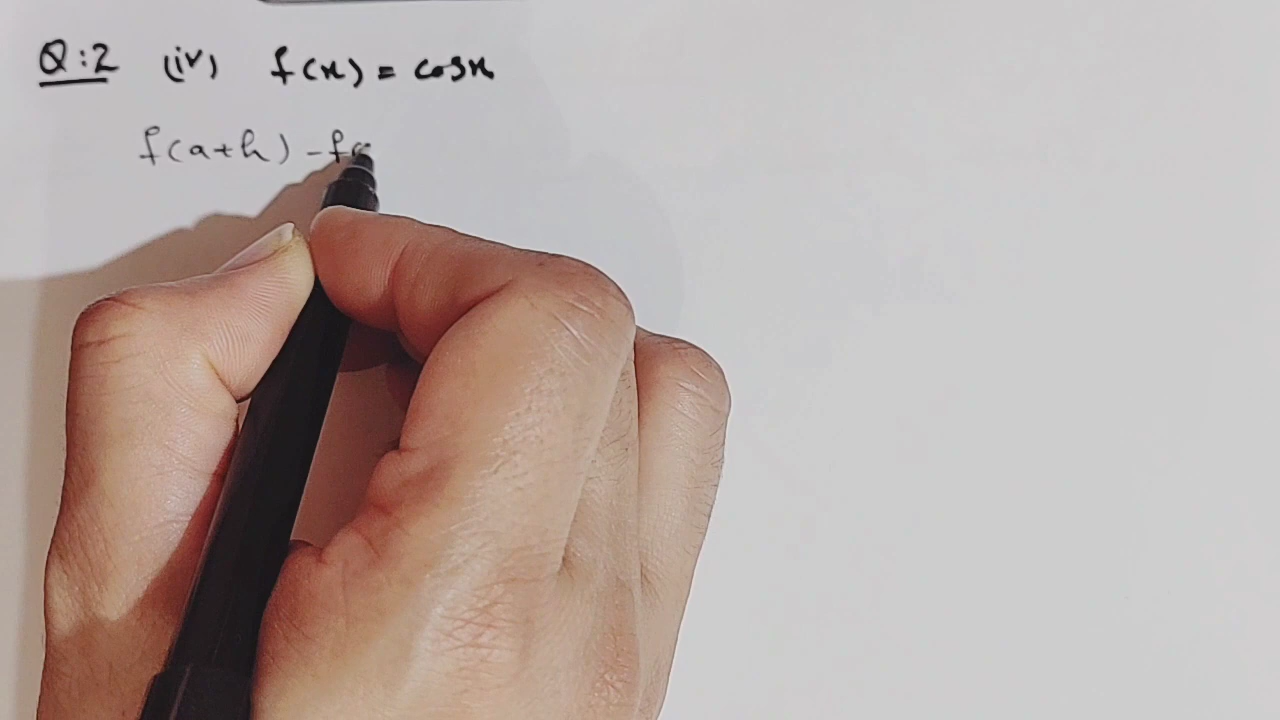 Q:2 (iv) f(x) = cosx
f(a+h) - f(